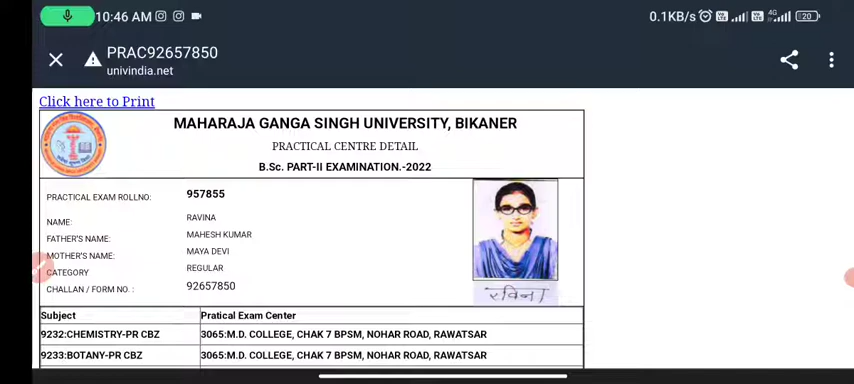 10:46 AM 0.1KB/s 4G 20
PRAC92657850
univindia.net
Click here to Print
MAHARAJA GANGA SINGH UNIVERSITY, BIKANER
PRACTICAL CENTRE DETAIL
B.Sc. PART-II EXAMINATION.-2022
PRACTICAL EXAM ROLLNO: 957855
NAME: RAVINA
FATHER'S NAME: MAHESH KUMAR
MOTHER'S NAME: MAYA DEVI
CATEGORY REGULAR
CHALLAN / FORM NO. : 92657850
रविना
Subject Pratical Exam Center
9232:CHEMISTRY-PR CBZ 3065:M.D. COLLEGE, CHAK 7 BPSM, NOHAR ROAD, RAWATSAR
9233:BOTANY-PR CBZ 3065:M.D. COLLEGE, CHAK 7 BPSM, NOHAR ROAD, RAWATSAR